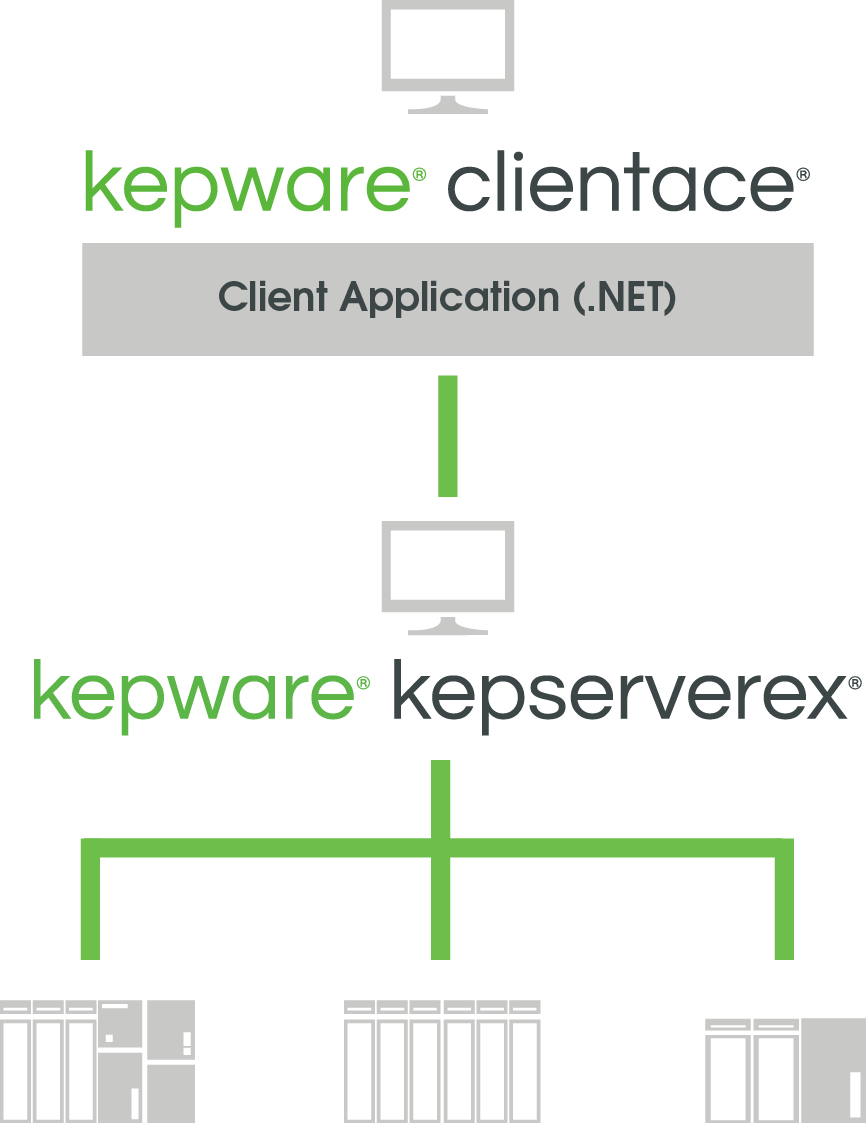 kepware® clientace®
Client Application (.NET)
kepware® kepserverex®